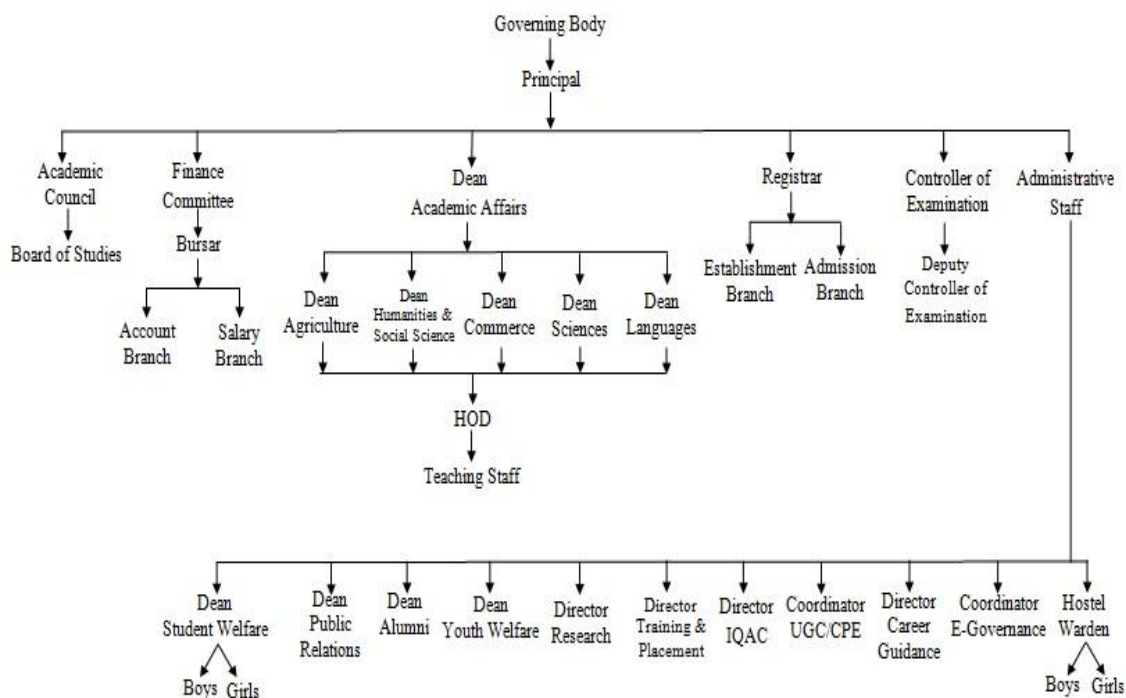 Governing Body
Principal
Academic
Council
Finance
Committee
Dean
Academic Affairs
Registrar
Controller of
Examination
Administrative
Staff
Board of Studies
Bursar
Establishment
Branch
Admission
Branch
Deputy
Controller of
Examination
Account
Branch
Salary
Branch
Dean
Agriculture
Dean
Humanities &
Social Science
Dean
Commerce
Dean
Sciences
Dean
Languages
HOD
Teaching Staff
Dean
Student Welfare
Dean
Public
Relations
Dean
Alumni
Dean
Youth Welfare
Director
Research
Director
Training &
Placement
Director
IQAC
Coordinator
UGC/CPE
Director
Career
Guidance
Coordinator
E-Governance
Hostel
Warden
Boys Girls
Boys Girls